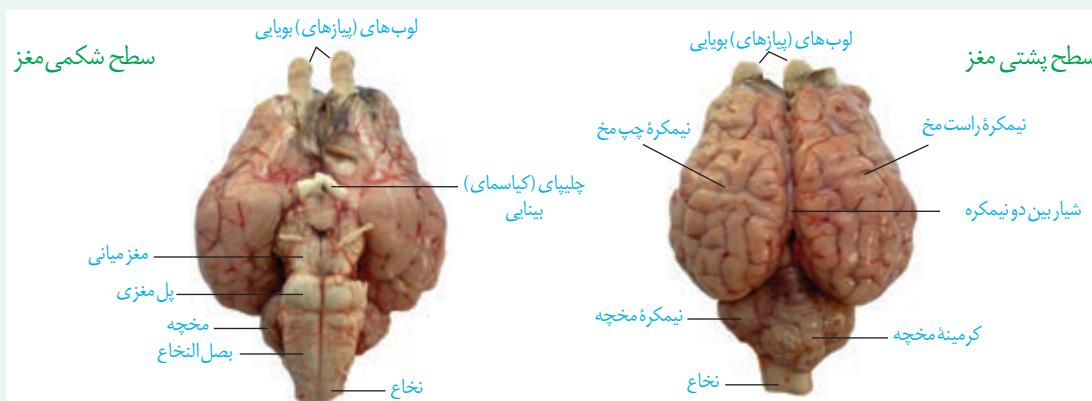 سطح پشتی مغز
لوب‌های (پیازهای) بویایی
نیمکرهٔ راست مخ
نیمکرهٔ چپ مخ
شیار بین دو نیمکره
نیمکرهٔ مخچه
کرمینهٔ مخچه
نخاع
سطح شکمی مغز
لوب‌های (پیازهای) بویایی
چلیپای (کیاسمای)
بینایی
مغز میانی
پل مغزی
مخچه
بصل النخاع
نخاع